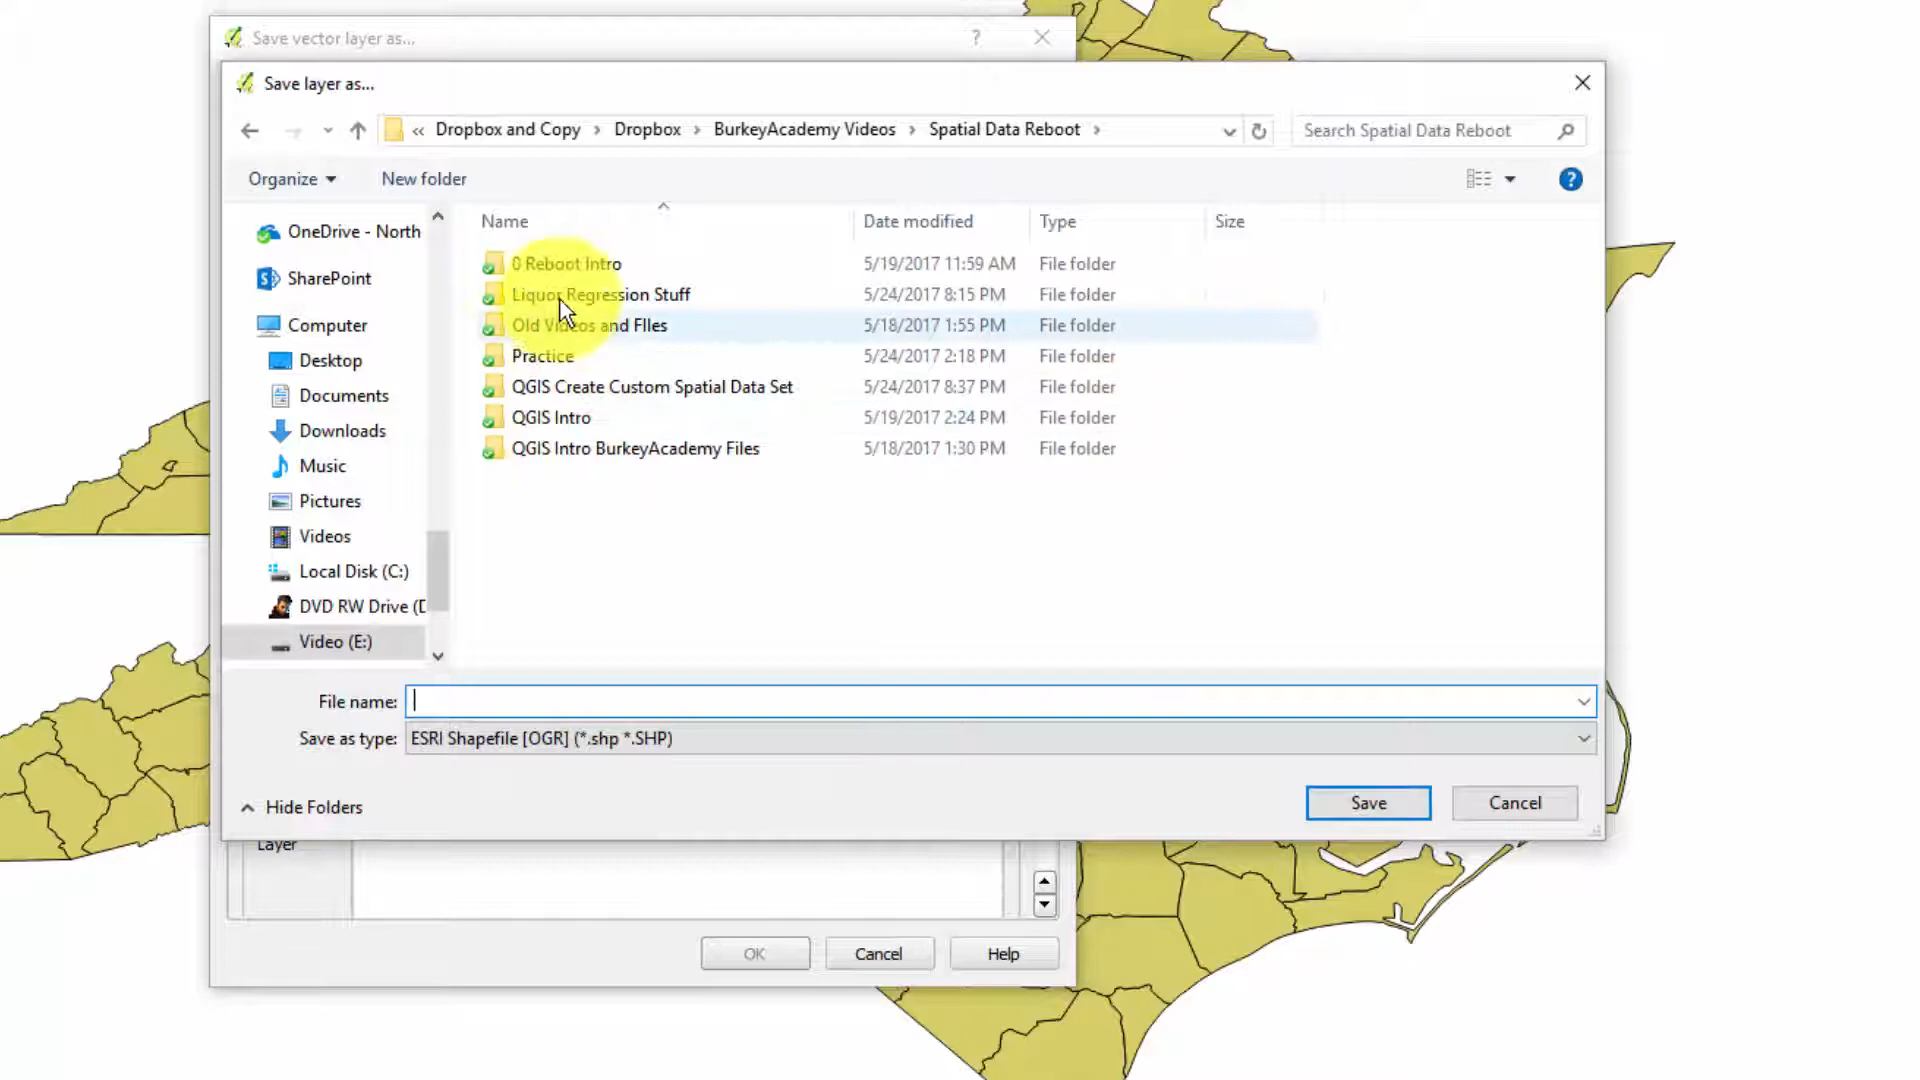 Save vector layer as...
?
Save layer as...
« Dropbox and Copy › Dropbox › BurkeyAcademy Videos › Spatial Data Reboot ›
Search Spatial Data Reboot
Organize
New folder
?
Name
Date modified
Type
Size
OneDrive - North
SharePoint
Computer
Desktop
Documents
Downloads
Music
Pictures
Videos
Local Disk (C:)
DVD RW Drive (D
Video (E:)
0 Reboot Intro 5/19/2017 11:59 AM File folder
Liquor Regression Stuff 5/24/2017 8:15 PM File folder
Old Videos and FIles 5/18/2017 1:55 PM File folder
Practice 5/24/2017 2:18 PM File folder
QGIS Create Custom Spatial Data Set 5/24/2017 8:37 PM File folder
QGIS Intro 5/19/2017 2:24 PM File folder
QGIS Intro BurkeyAcademy Files 5/18/2017 1:30 PM File folder
File name:
Save as type: ESRI Shapefile [OGR] (*.shp *.SHP)
Hide Folders
Save
Cancel
Layer
OK
Cancel
Help